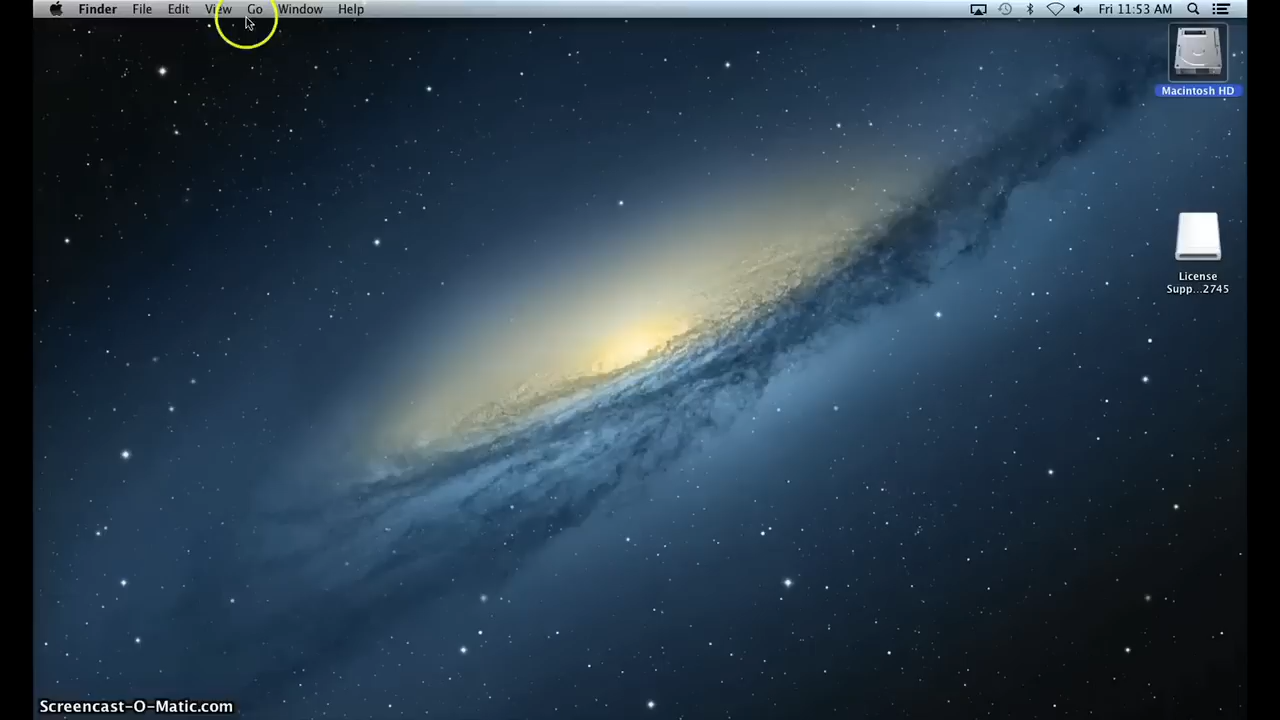 Finder File Edit View Go Window Help Fri 11:53 AM
Macintosh HD
License
Supp...2745
Screencast-O-Matic.com